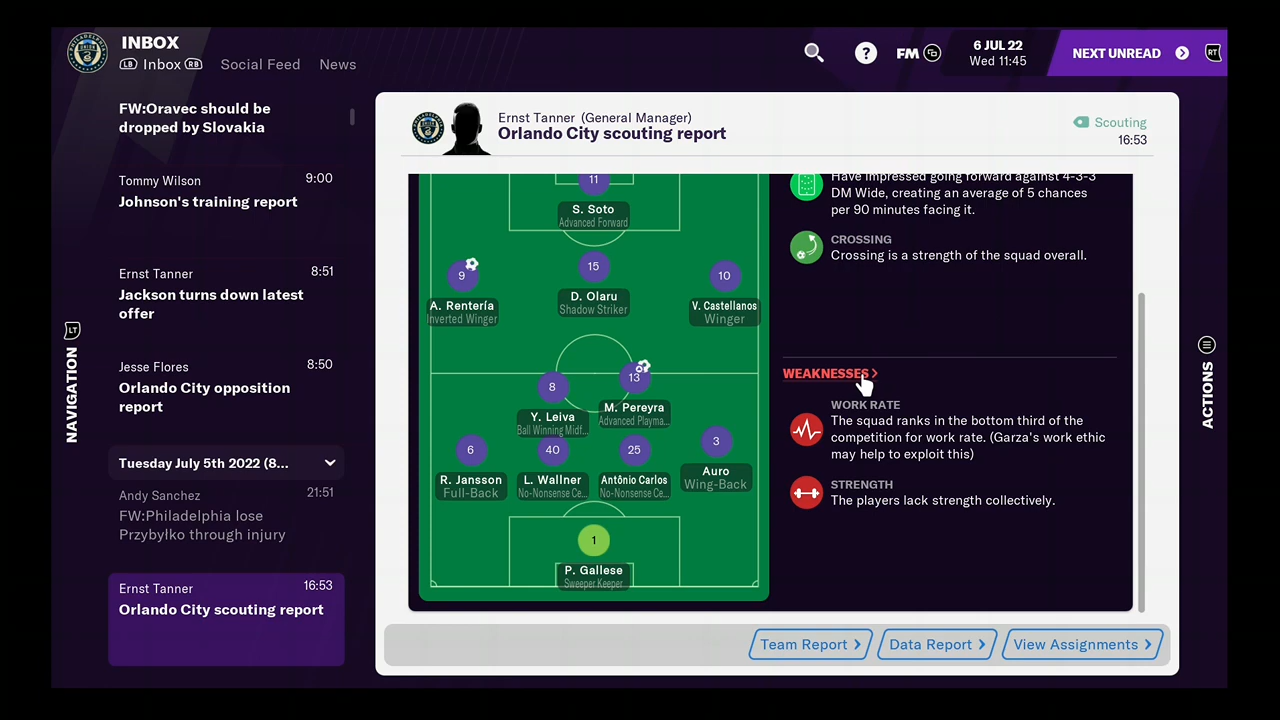 INBOX
LB Inbox RB Social Feed News
? FM
6 JUL 22
Wed 11:45
NEXT UNREAD RT
FW:Oravec should be
dropped by Slovakia
Tommy Wilson 9:00
Johnson's training report
Ernst Tanner 8:51
Jackson turns down latest
offer
Jesse Flores 8:50
Orlando City opposition
report
Tuesday July 5th 2022 (8...
Andy Sanchez 21:51
FW:Philadelphia lose
Przybylko through injury
Ernst Tanner 16:53
Orlando City scouting report
LT
NAVIGATION
Ernst Tanner (General Manager)
Orlando City scouting report
Scouting
16:53
11
S. Soto
Advanced Forward
9
A. Rentería
Inverted Winger
15
D. Olaru
Shadow Striker
10
V. Castellanos
Winger
8
Y. Leiva
Ball Winning Midf...
13
M. Pereyra
Advanced Playma...
6
R. Jansson
Full-Back
40
L. Wallner
No-Nonsense Ce...
25
Antônio Carlos
No-Nonsense Ce...
3
Auro
Wing-Back
1
P. Gallese
Sweeper Keeper
Have impressed going forward against 4-3-3
DM Wide, creating an average of 5 chances
per 90 minutes facing it.
CROSSING
Crossing is a strength of the squad overall.
WEAKNESSES
WORK RATE
The squad ranks in the bottom third of the
competition for work rate. (Garza's work ethic
may help to exploit this)
STRENGTH
The players lack strength collectively.
Team Report
Data Report
View Assignments
ACTIONS